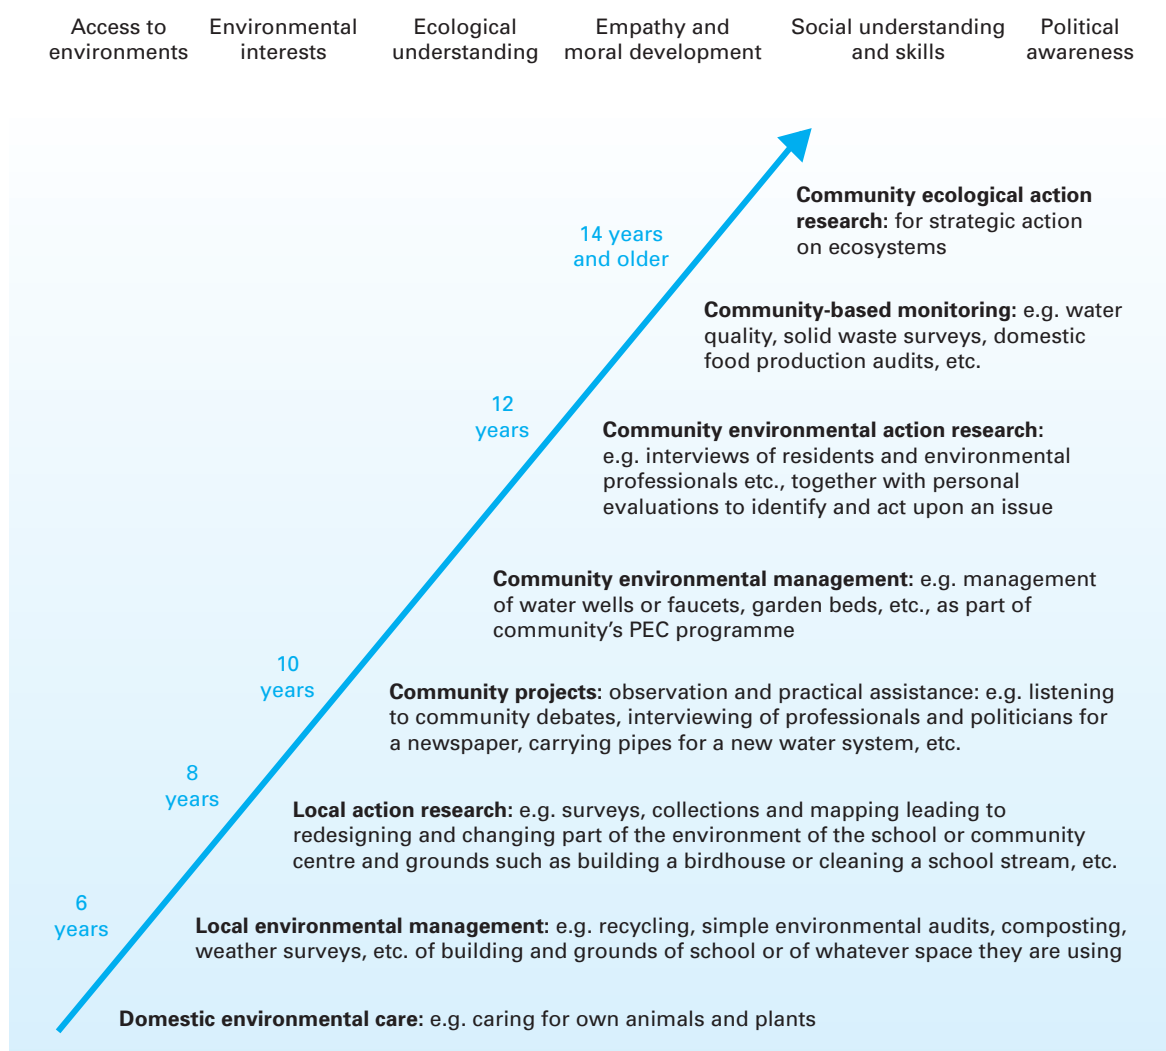 Access to
environments
Environmental
interests
Ecological
understanding
Empathy and
moral development
Social understanding
and skills
Political
awareness
Community ecological action
research: for strategic action
on ecosystems
14 years
and older
Community-based monitoring: e.g. water
quality, solid waste surveys, domestic
food production audits, etc.
12
years
Community environmental action research:
e.g. interviews of residents and environmental
professionals etc., together with personal
evaluations to identify and act upon an issue
Community environmental management: e.g. management
of water wells or faucets, garden beds, etc., as part of
community's PEC programme
10
years
Community projects: observation and practical assistance: e.g. listening
to community debates, interviewing of professionals and politicians for
a newspaper, carrying pipes for a new water system, etc.
8
years
Local action research: e.g. surveys, collections and mapping leading to
redesigning and changing part of the environment of the school or community
centre and grounds such as building a birdhouse or cleaning a school stream, etc.
6
years
Local environmental management: e.g. recycling, simple environmental audits, composting,
weather surveys, etc. of building and grounds of school or of whatever space they are using
Domestic environmental care: e.g. caring for own animals and plants